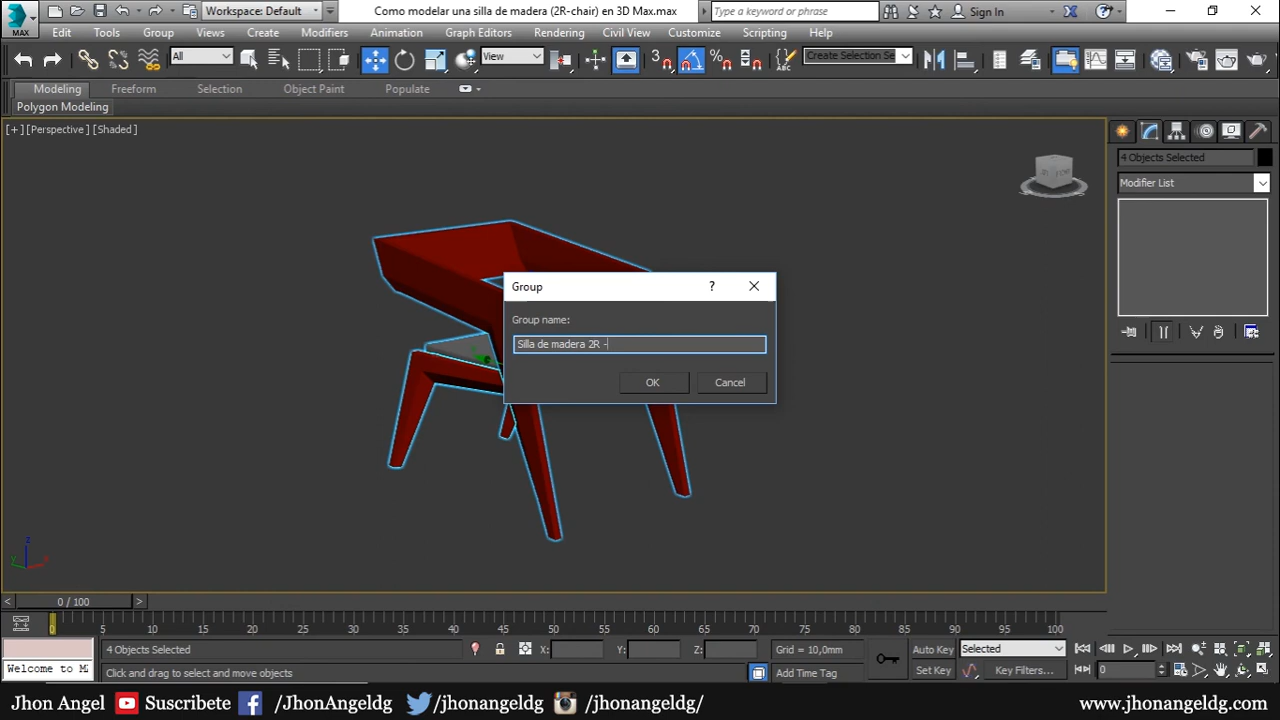 MAX
Workspace: Default
Como modelar una silla de madera (2R-chair) en 3D Max.max
Type a keyword or phrase
Sign In
Edit Tools Group Views Create Modifiers Animation Graph Editors Rendering Civil View Customize Scripting Help
All
View
3
Create Selection Se
Modeling Freeform Selection Object Paint Populate
Polygon Modeling
[+] [Perspective] [Shaded]
4 Objects Selected
Modifier List
Group
?
Group name:
Silla de madera 2R -
OK Cancel
z
y x
< 0 / 100 >
0 5 10 15 20 25 30 35 40 45 50 55 60 65 70 75 80 85 90 95 100
4 Objects Selected
X: Y: Z:
Grid = 10,0mm
Auto Key
Selected
Welcome to M
Click and drag to select and move objects
Add Time Tag
Set Key
Key Filters...
0
Jhon Angel Suscribete /JhonAngeldg /jhonangeldg /jhonangeldg/ www.jhonangeldg.com